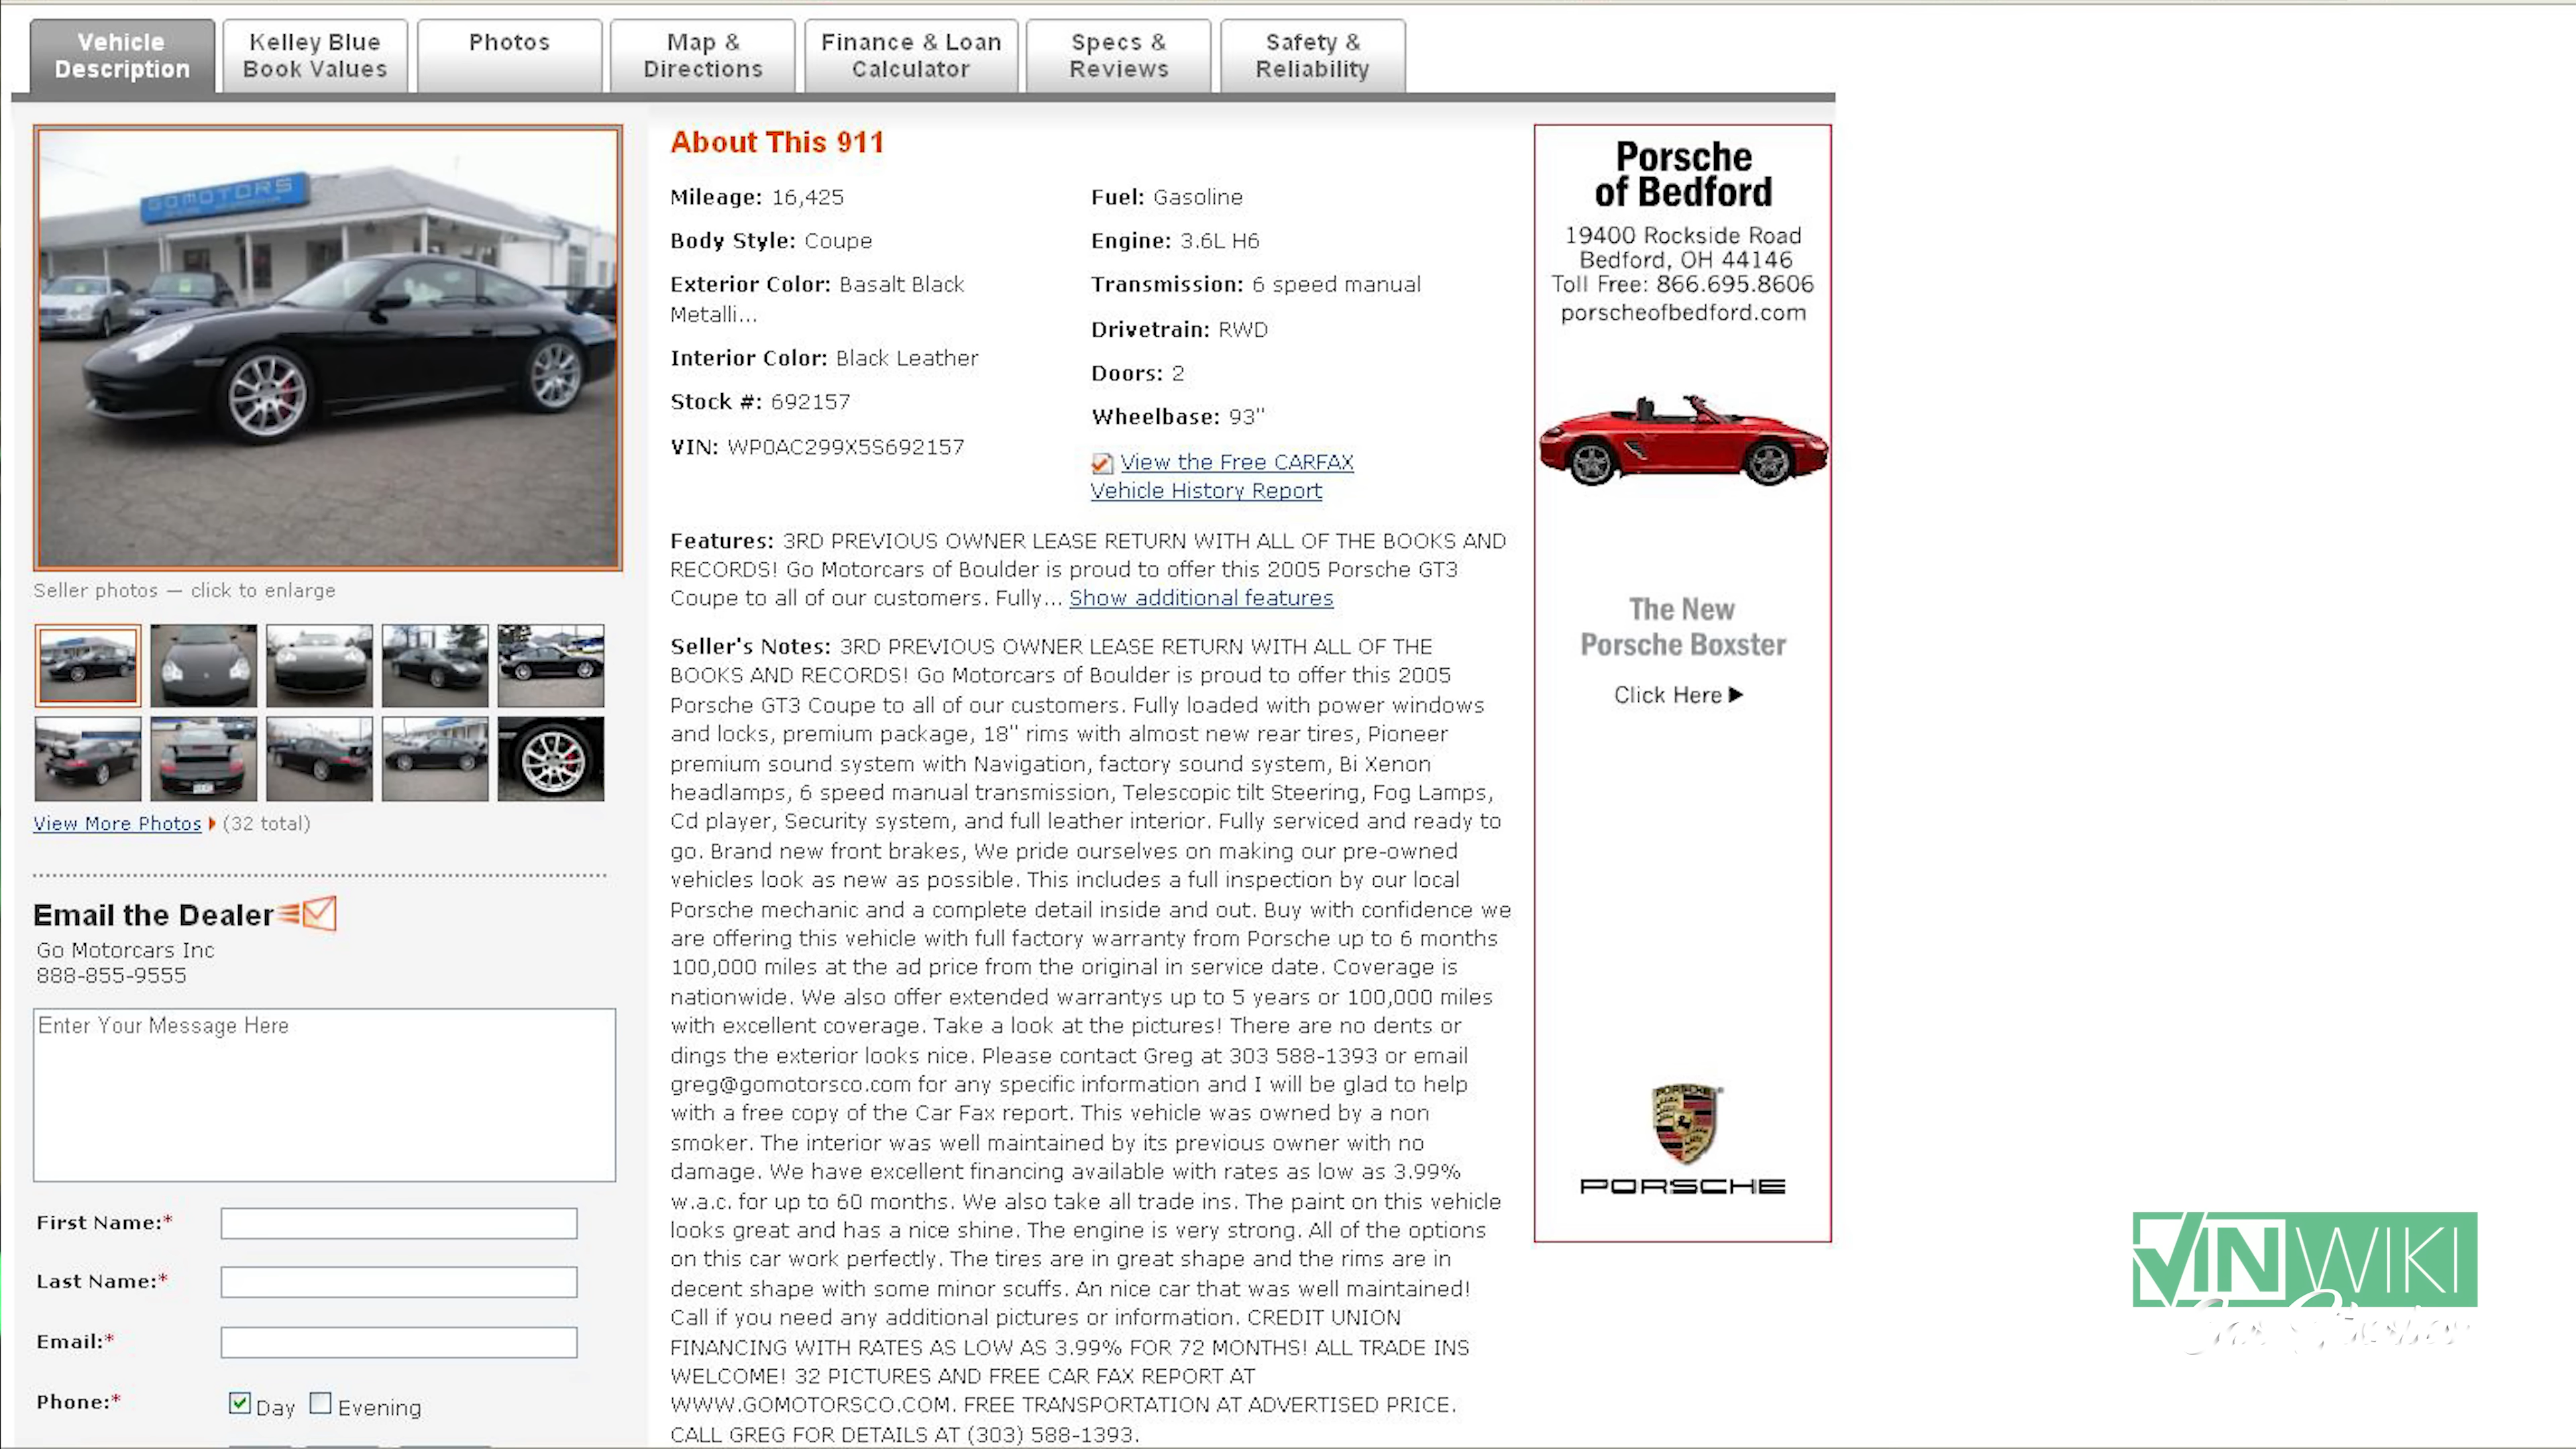 Vehicle
Description
Kelley Blue
Book Values
Photos
Map &
Directions
Finance & Loan
Calculator
Specs &
Reviews
Safety &
Reliability
GOMOTORS
Seller photos — click to enlarge
View More Photos (32 total)
Email the Dealer
Go Motorcars Inc
888-855-9555
Enter Your Message Here
First Name:*
Last Name:*
Email:*
Phone:* Day Evening
About This 911
Mileage: 16,425
Body Style: Coupe
Exterior Color: Basalt Black
Metalli...
Interior Color: Black Leather
Stock #: 692157
VIN: WP0AC299X5S692157
Fuel: Gasoline
Engine: 3.6L H6
Transmission: 6 speed manual
Drivetrain: RWD
Doors: 2
Wheelbase: 93"
View the Free CARFAX
Vehicle History Report
Features: 3RD PREVIOUS OWNER LEASE RETURN WITH ALL OF THE BOOKS AND
RECORDS! Go Motorcars of Boulder is proud to offer this 2005 Porsche GT3
Coupe to all of our customers. Fully... Show additional features
Seller's Notes: 3RD PREVIOUS OWNER LEASE RETURN WITH ALL OF THE
BOOKS AND RECORDS! Go Motorcars of Boulder is proud to offer this 2005
Porsche GT3 Coupe to all of our customers. Fully loaded with power windows
and locks, premium package, 18" rims with almost new rear tires, Pioneer
premium sound system with Navigation, factory sound system, Bi Xenon
headlamps, 6 speed manual transmission, Telescopic tilt Steering, Fog Lamps,
Cd player, Security system, and full leather interior. Fully serviced and ready to
go. Brand new front brakes, We pride ourselves on making our pre-owned
vehicles look as new as possible. This includes a full inspection by our local
Porsche mechanic and a complete detail inside and out. Buy with confidence we
are offering this vehicle with full factory warranty from Porsche up to 6 months
100,000 miles at the ad price from the original in service date. Coverage is
nationwide. We also offer extended warrantys up to 5 years or 100,000 miles
with excellent coverage. Take a look at the pictures! There are no dents or
dings the exterior looks nice. Please contact Greg at 303 588-1393 or email
greg@gomotorsco.com for any specific information and I will be glad to help
with a free copy of the Car Fax report. This vehicle was owned by a non
smoker. The interior was well maintained by its previous owner with no
damage. We have excellent financing available with rates as low as 3.99%
w.a.c. for up to 60 months. We also take all trade ins. The paint on this vehicle
looks great and has a nice shine. The engine is very strong. All of the options
on this car work perfectly. The tires are in great shape and the rims are in
decent shape with some minor scuffs. An nice car that was well maintained!
Call if you need any additional pictures or information. CREDIT UNION
FINANCING WITH RATES AS LOW AS 3.99% FOR 72 MONTHS! ALL TRADE INS
WELCOME! 32 PICTURES AND FREE CAR FAX REPORT AT
WWW.GOMOTORSCO.COM. FREE TRANSPORTATION AT ADVERTISED PRICE.
CALL GREG FOR DETAILS AT (303) 588-1393.
Porsche
of Bedford
19400 Rockside Road
Bedford, OH 44146
Toll Free: 866.695.8606
porscheofbedford.com
The New
Porsche Boxster
Click Here
PORSCHE
PORSCHE
VINWIKI
Car Stories